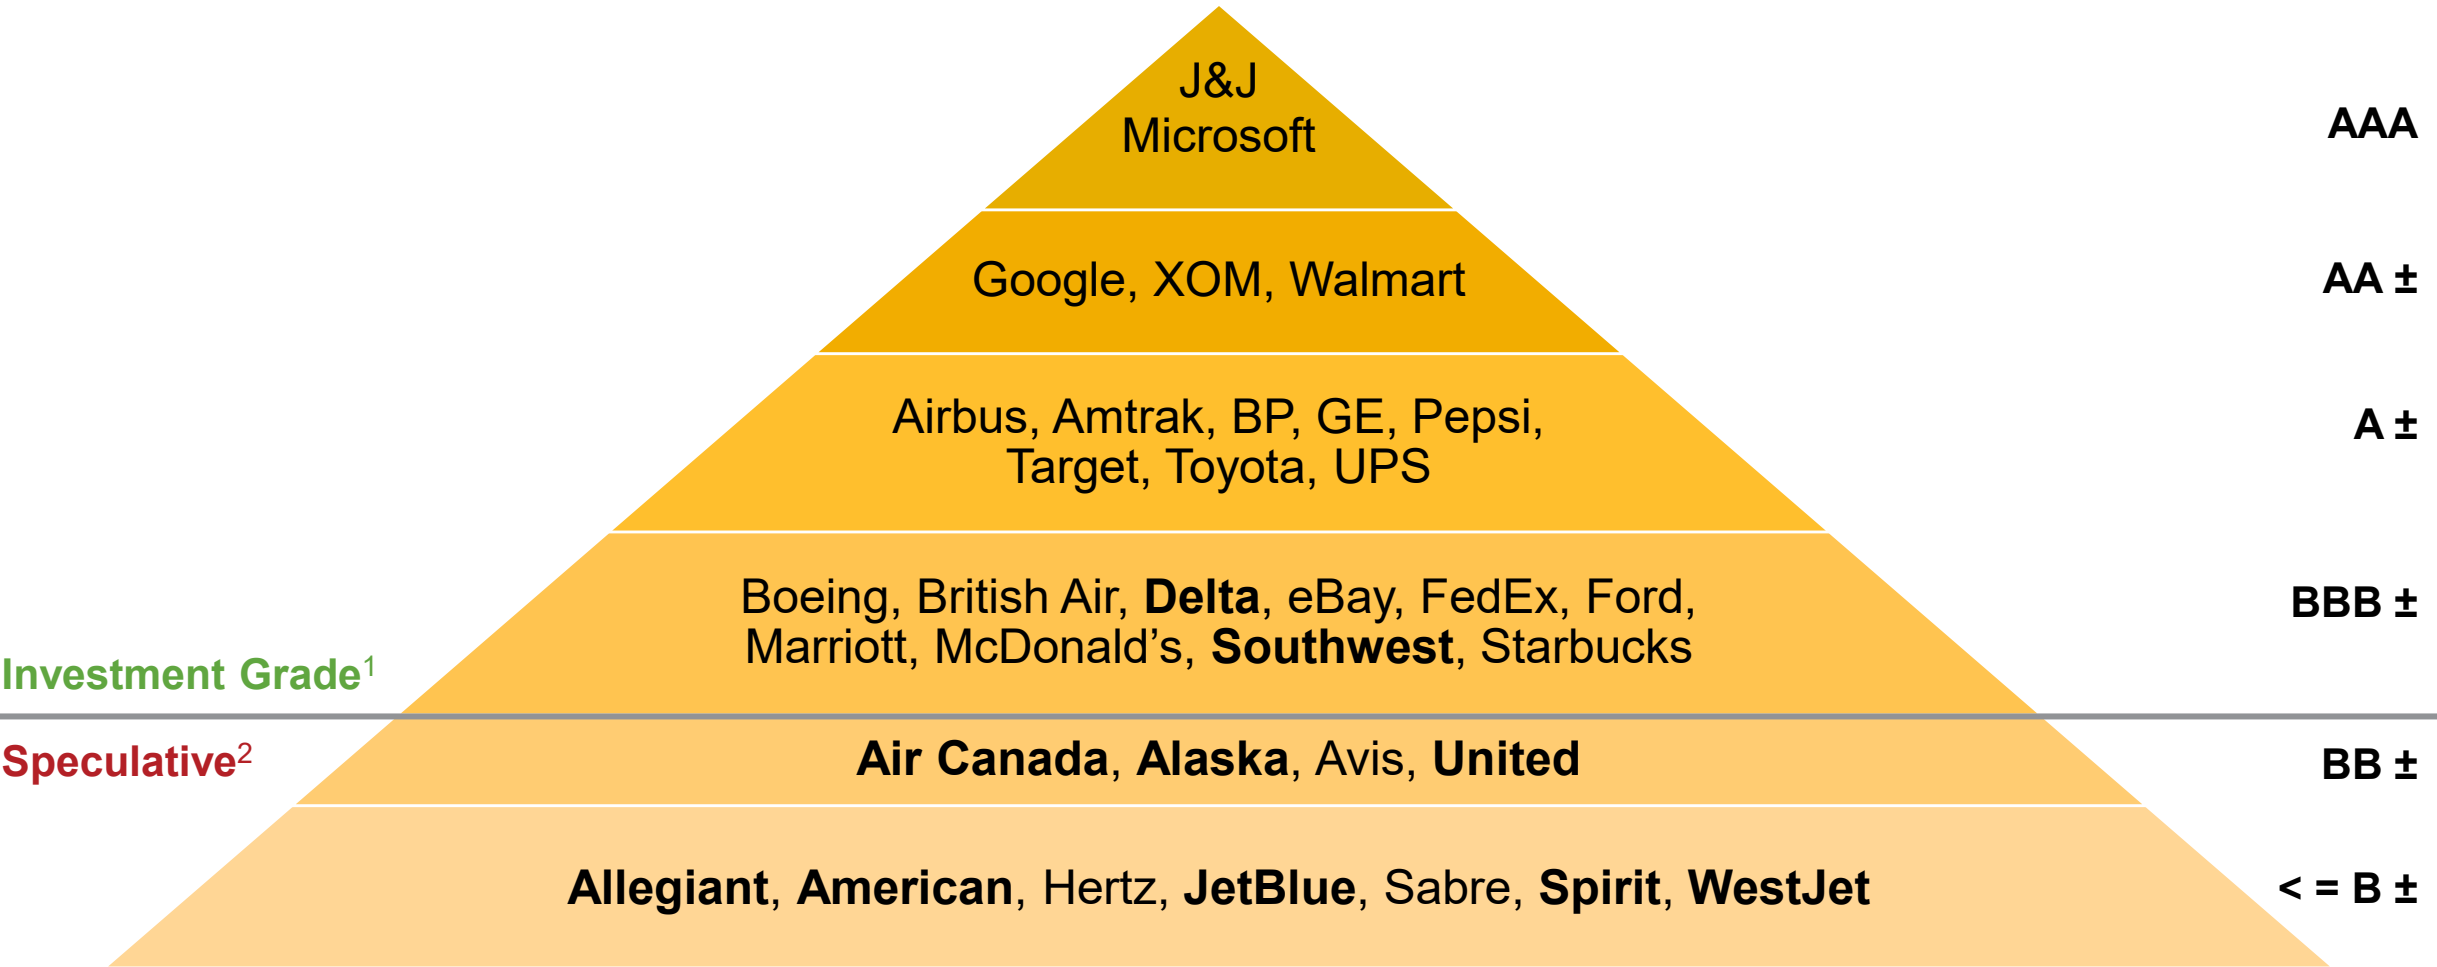 J&J
Microsoft
AAA
Google, XOM, Walmart
AA ±
Airbus, Amtrak, BP, GE, Pepsi,
Target, Toyota, UPS
A ±
Boeing, British Air, Delta, eBay, FedEx, Ford,
Marriott, McDonald’s, Southwest, Starbucks
BBB ±
Investment Grade¹
Speculative²
Air Canada, Alaska, Avis, United
BB ±
Allegiant, American, Hertz, JetBlue, Sabre, Spirit, WestJet
< = B ±